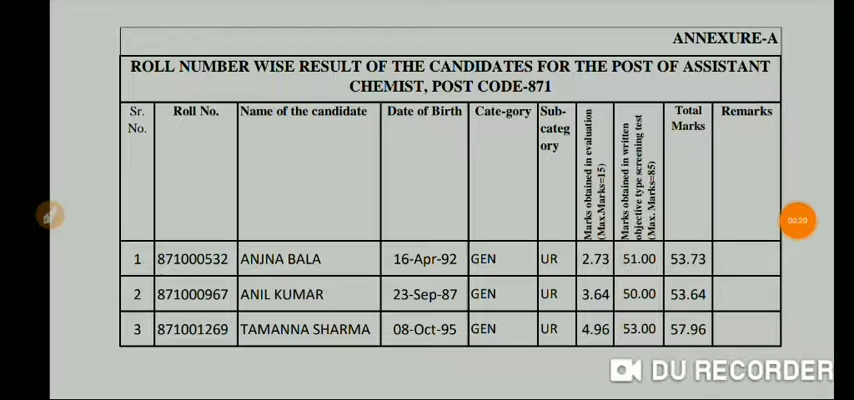 ANNEXURE-A
ROLL NUMBER WISE RESULT OF THE CANDIDATES FOR THE POST OF ASSISTANT
CHEMIST, POST CODE-871
Sr. No. Roll No. Name of the candidate Date of Birth Cate-gory Sub-categ ory Marks obtained in evaluation (Max.Marks=15) Marks obtained in written objective type screening test (Max. Marks=85) Total Marks Remarks
1 871000532 ANJNA BALA 16-Apr-92 GEN UR 2.73 51.00 53.73
2 871000967 ANIL KUMAR 23-Sep-87 GEN UR 3.64 50.00 53.64
3 871001269 TAMANNA SHARMA 08-Oct-95 GEN UR 4.96 53.00 57.96
00:20
DU RECORDER